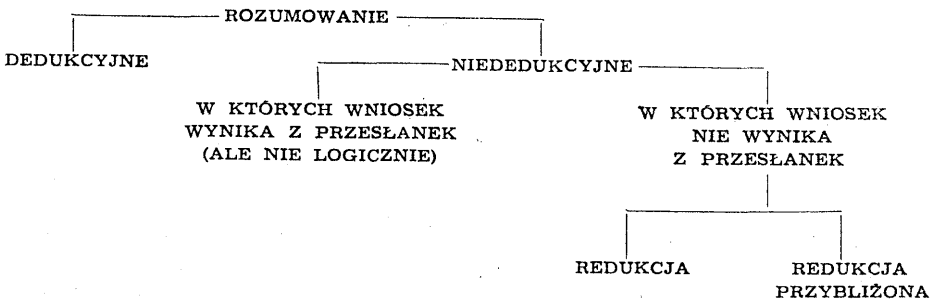 ROZUMOWANIE
DEDUKCYJNE
NIEDEDUKCYJNE
W KTÓRYCH WNIOSEK
WYNIKA Z PRZESŁANEK
(ALE NIE LOGICZNIE)
W KTÓRYCH WNIOSEK
NIE WYNIKA
Z PRZESŁANEK
REDUKCJA
REDUKCJA
PRZYBLIŻONA